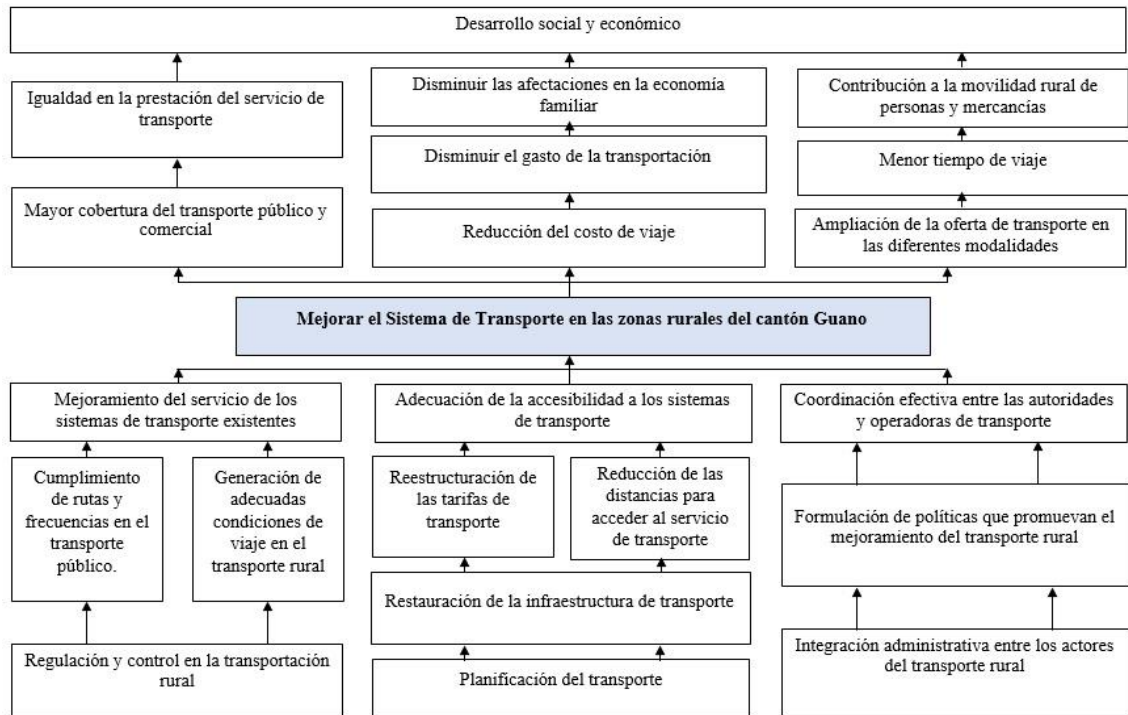 Desarrollo social y económico
Igualdad en la prestación del servicio de
transporte
Disminuir las afectaciones en la economía
familiar
Contribución a la movilidad rural de
personas y mercancías
Disminuir el gasto de la transportación
Menor tiempo de viaje
Mayor cobertura del transporte público y
comercial
Reducción del costo de viaje
Ampliación de la oferta de transporte en
las diferentes modalidades
Mejorar el Sistema de Transporte en las zonas rurales del cantón Guano
Mejoramiento del servicio de los
sistemas de transporte existentes
Adecuación de la accesibilidad a los sistemas
de transporte
Coordinación efectiva entre las autoridades
y operadoras de transporte
Cumplimiento
de rutas y
frecuencias en el
transporte
público.
Generación de
adecuadas
condiciones de
viaje en el
transporte rural
Reestructuración de
las tarifas de
transporte
Reducción de las
distancias para
acceder al servicio
de transporte
Formulación de políticas que promuevan el
mejoramiento del transporte rural
Restauración de la infraestructura de transporte
Regulación y control en la transportación
rural
Planificación del transporte
Integración administrativa entre los actores
del transporte rural